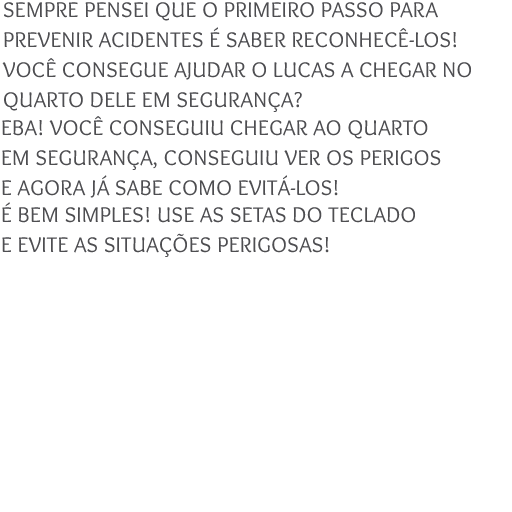 SEMPRE PENSEI QUE O PRIMEIRO PASSO PARA
PREVENIR ACIDENTES É SABER RECONHECÊ-LOS!
VOCÊ CONSEGUE AJUDAR O LUCAS A CHEGAR NO
QUARTO DELE EM SEGURANÇA?
EBA! VOCÊ CONSEGUIU CHEGAR AO QUARTO
EM SEGURANÇA, CONSEGUIU VER OS PERIGOS
E AGORA JÁ SABE COMO EVITÁ-LOS!
É BEM SIMPLES! USE AS SETAS DO TECLADO
E EVITE AS SITUAÇÕES PERIGOSAS!